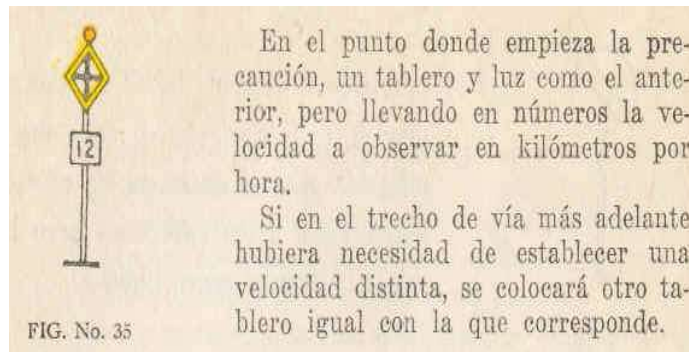 12
FIG. No. 35
En el punto donde empieza la pre-
caución, un tablero y luz como el ante-
rior, pero llevando en números la ve-
locidad a observar en kilómetros por
hora.
Si en el trecho de vía más adelante
hubiera necesidad de establecer una
velocidad distinta, se colocará otro ta-
blero igual con la que corresponde.